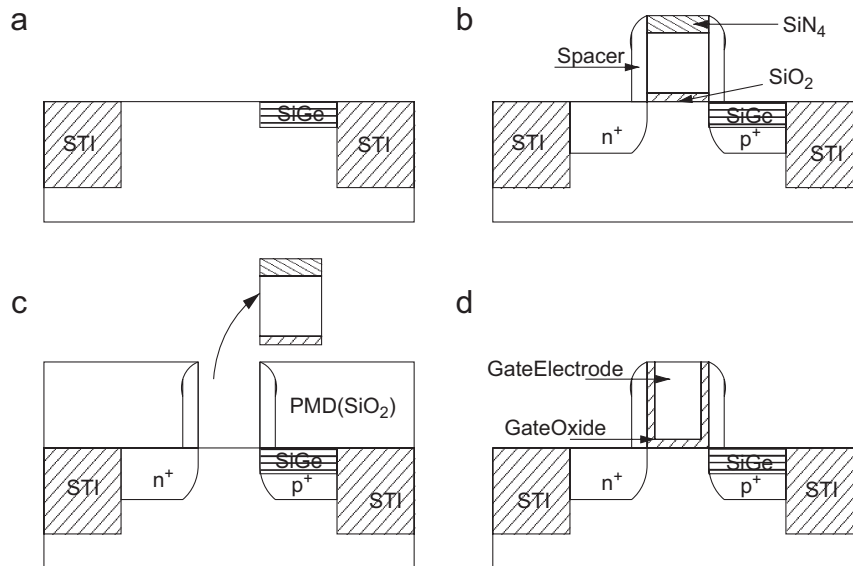 a
SiGe
STI
STI
b
SiN4
Spacer
SiO2
SiGe
STI
n+
p+
STI
c
PMD(SiO2)
SiGe
STI
n+
p+
STI
d
GateElectrode
GateOxide
SiGe
STI
n+
p+
STI